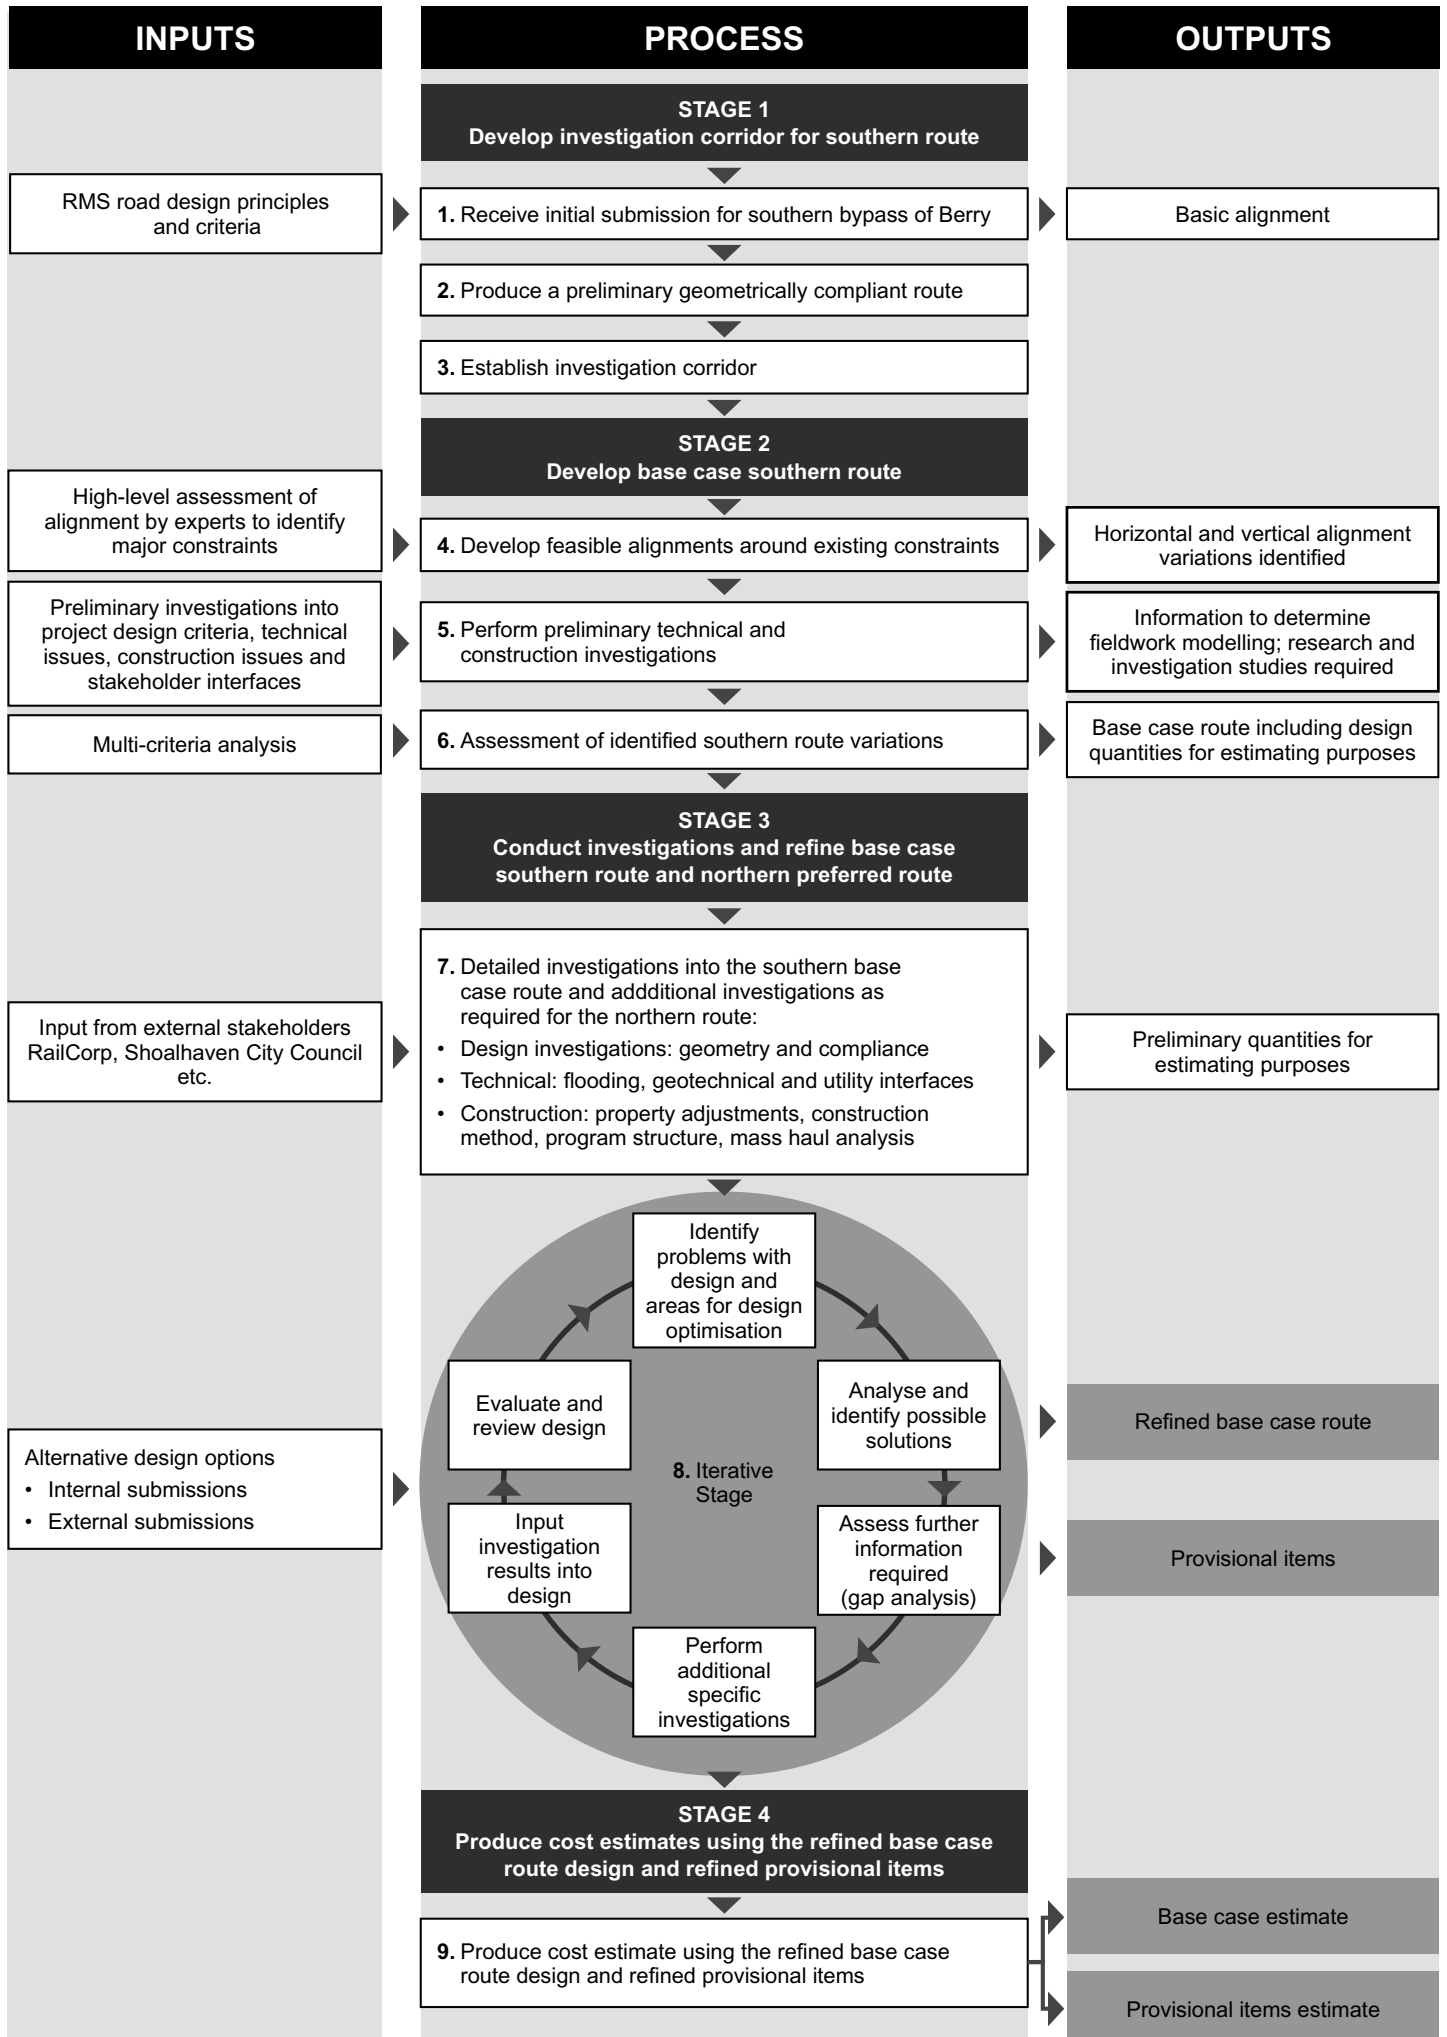 INPUTS
PROCESS
OUTPUTS
STAGE 1
Develop investigation corridor for southern route
RMS road design principles
and criteria
1. Receive initial submission for southern bypass of Berry
Basic alignment
2. Produce a preliminary geometrically compliant route
3. Establish investigation corridor
STAGE 2
Develop base case southern route
High-level assessment of
alignment by experts to identify
major constraints
4. Develop feasible alignments around existing constraints
Horizontal and vertical alignment
variations identified
Preliminary investigations into
project design criteria, technical
issues, construction issues and
stakeholder interfaces
5. Perform preliminary technical and
construction investigations
Information to determine
fieldwork modelling; research and
investigation studies required
Multi-criteria analysis
6. Assessment of identified southern route variations
Base case route including design
quantities for estimating purposes
STAGE 3
Conduct investigations and refine base case
southern route and northern preferred route
Input from external stakeholders
RailCorp, Shoalhaven City Council
etc.
7. Detailed investigations into the southern base
case route and addditional investigations as
required for the northern route:
• Design investigations: geometry and compliance
• Technical: flooding, geotechnical and utility interfaces
• Construction: property adjustments, construction
method, program structure, mass haul analysis
Preliminary quantities for
estimating purposes
Alternative design options
• Internal submissions
• External submissions
8. Iterative
Stage
Identify
problems with
design and
areas for design
optimisation
Analyse and
identify possible
solutions
Assess further
information
required
(gap analysis)
Perform
additional
specific
investigations
Input
investigation
results into
design
Evaluate and
review design
Refined base case route
Provisional items
STAGE 4
Produce cost estimates using the refined base case
route design and refined provisional items
9. Produce cost estimate using the refined base case
route design and refined provisional items
Base case estimate
Provisional items estimate